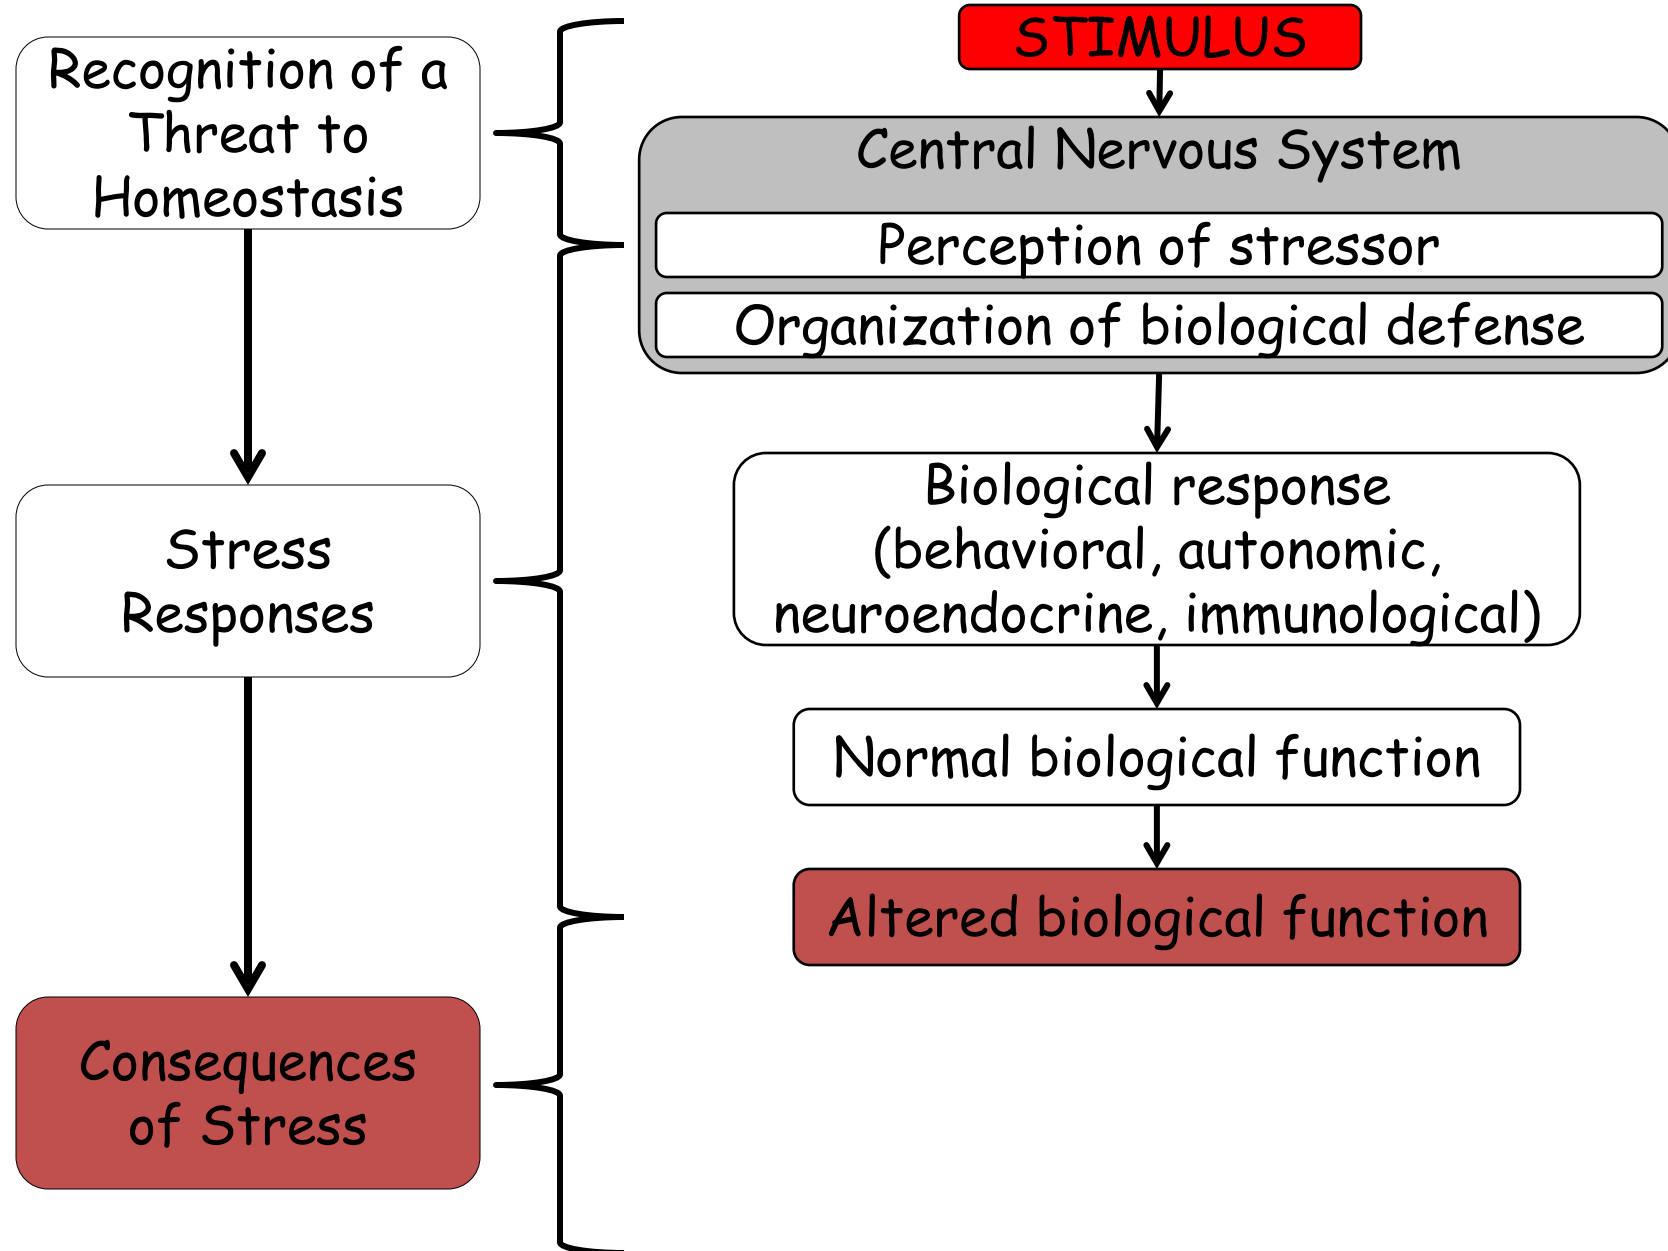 Recognition of a
Threat to
Homeostasis
Stress
Responses
Consequences
of Stress
STIMULUS
Central Nervous System
Perception of stressor
Organization of biological defense
Biological response
(behavioral, autonomic,
neuroendocrine, immunological)
Normal biological function
Altered biological function